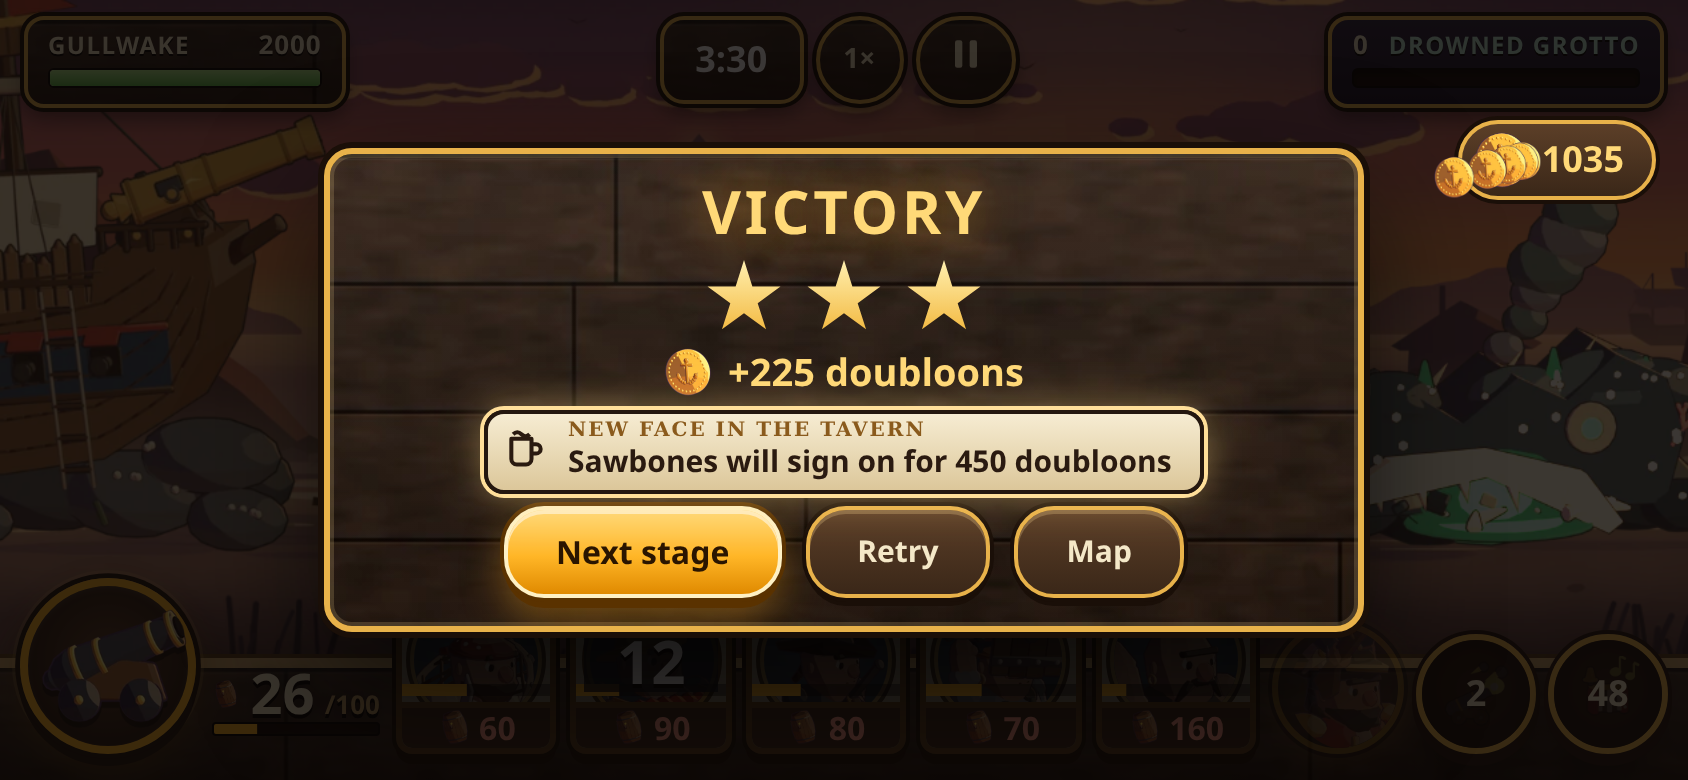 GULLWAKE 2000
3:30
1×
0 DROWNED GROTTO
1035
VICTORY
+225 doubloons
NEW FACE IN THE TAVERN
Sawbones will sign on for 450 doubloons
Next stage
Retry
Map
26 /100
12
60
90
80
70
160
2
48